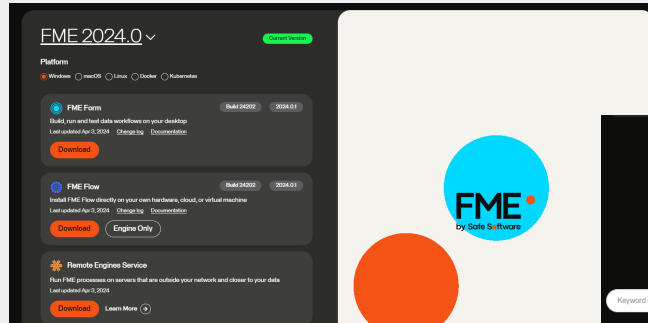 FME 2024.0
Current Version
Platform
Windows macOS Linux Docker Kubernetes
FME Form Build 24202 2024.0.1
Build, run and test data workflows on your desktop
Last updated Apr 3, 2024 Change log Documentation
Download
FME Flow Build 24202 2024.0.1
Install FME Flow directly on your own hardware, cloud, or virtual machine
Last updated Apr 3, 2024 Change log Documentation
Download Engine Only
Remote Engines Service
Run FME processes on servers that are outside your network and closer to your data
Last updated Apr 3, 2024
Download Learn More
FME
by Safe Software
Keyword